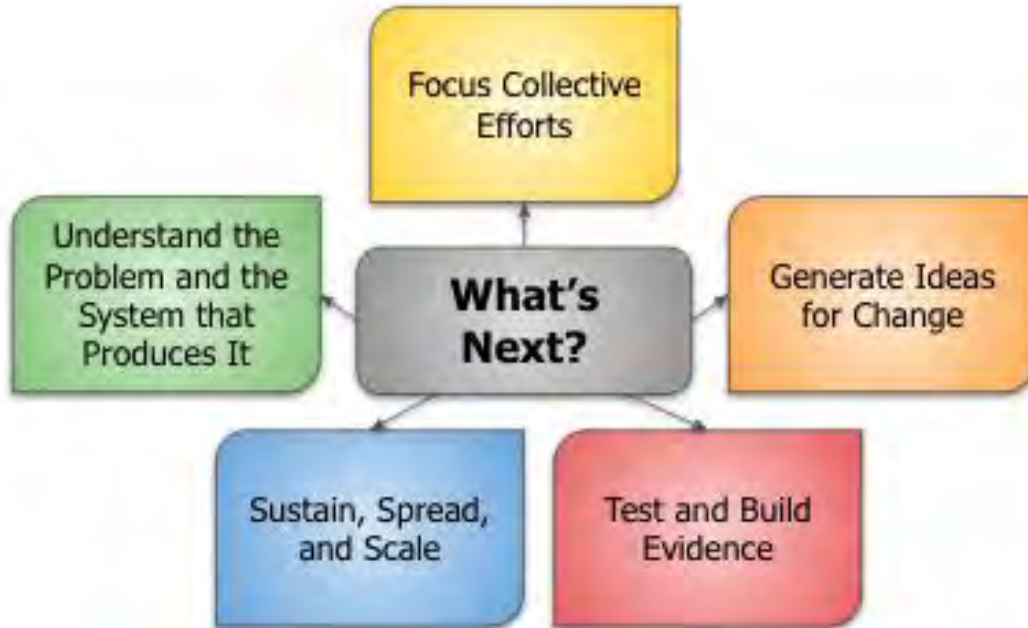 Focus Collective
Efforts
Understand the
Problem and the
System that
Produces It
What's
Next?
Generate Ideas
for Change
Sustain, Spread,
and Scale
Test and Build
Evidence